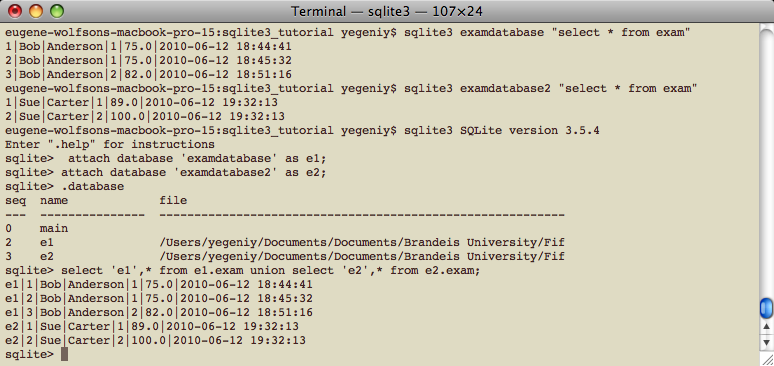 Terminal — sqlite3 — 107×24
eugene-wolfsons-macbook-pro-15:sqlite3_tutorial yegeniy$ sqlite3 examdatabase "select * from exam"
1|Bob|Anderson|1|75.0|2010-06-12 18:44:41
2|Bob|Anderson|1|75.0|2010-06-12 18:45:32
3|Bob|Anderson|2|82.0|2010-06-12 18:51:16
eugene-wolfsons-macbook-pro-15:sqlite3_tutorial yegeniy$ sqlite3 examdatabase2 "select * from exam"
1|Sue|Carter|1|89.0|2010-06-12 19:32:13
2|Sue|Carter|2|100.0|2010-06-12 19:32:13
eugene-wolfsons-macbook-pro-15:sqlite3_tutorial yegeniy$ sqlite3 SQLite version 3.5.4
Enter ".help" for instructions
sqlite>  attach database 'examdatabase' as e1;
sqlite> attach database 'examdatabase2' as e2;
sqlite> .database
seq  name             file
---  ---------------  ----------------------------------------------------------
0    main
2    e1               /Users/yegeniy/Documents/Documents/Brandeis University/Fif
3    e2               /Users/yegeniy/Documents/Documents/Brandeis University/Fif
sqlite> select 'e1',* from e1.exam union select 'e2',* from e2.exam;
e1|1|Bob|Anderson|1|75.0|2010-06-12 18:44:41
e1|2|Bob|Anderson|1|75.0|2010-06-12 18:45:32
e1|3|Bob|Anderson|2|82.0|2010-06-12 18:51:16
e2|1|Sue|Carter|1|89.0|2010-06-12 19:32:13
e2|2|Sue|Carter|2|100.0|2010-06-12 19:32:13
sqlite>